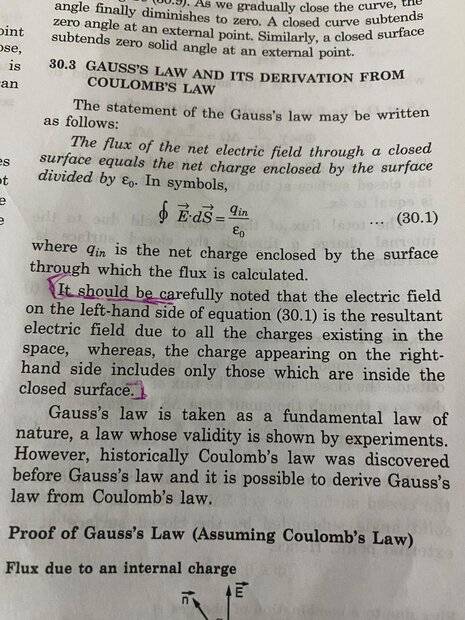 angle finally diminishes to zero. A closed curve subtends
zero angle at an external point. Similarly, a closed surface
subtends zero solid angle at an external point.
30.3 GAUSS'S LAW AND ITS DERIVATION FROM
COULOMB'S LAW
The statement of the Gauss's law may be written
as follows:
The flux of the net electric field through a closed
surface equals the net charge enclosed by the surface
divided by ε₀. In symbols,
∮ E⃗·dS⃗ = q_in / ε₀ ... (30.1)
where q_in is the net charge enclosed by the surface
through which the flux is calculated.
It should be carefully noted that the electric field
on the left-hand side of equation (30.1) is the resultant
electric field due to all the charges existing in the
space, whereas, the charge appearing on the right-
hand side includes only those which are inside the
closed surface.
Gauss's law is taken as a fundamental law of
nature, a law whose validity is shown by experiments.
However, historically Coulomb's law was discovered
before Gauss's law and it is possible to derive Gauss's
law from Coulomb's law.
Proof of Gauss's Law (Assuming Coulomb's Law)
Flux due to an internal charge
n⃗ E⃗